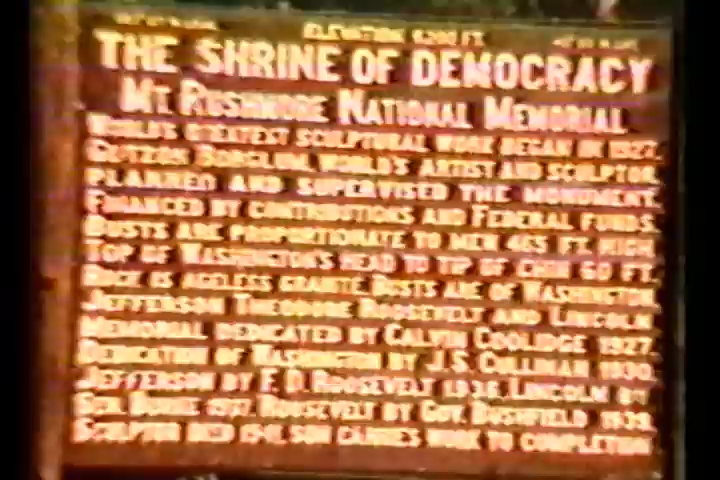 ELEVATION 6200 FT.
THE SHRINE OF DEMOCRACY
MT. RUSHMORE NATIONAL MEMORIAL
WORLD'S GREATEST SCULPTURAL WORK BEGAN IN 1927.
GUTZON BORGLUM, WORLD'S ARTIST AND SCULPTOR,
PLANNED AND SUPERVISED THE MONUMENT.
FINANCED BY CONTRIBUTIONS AND FEDERAL FUNDS.
BUSTS ARE PROPORTIONATE TO MEN 465 FT. HIGH
TOP OF WASHINGTON'S HEAD TO TIP OF CHIN 60 FT.
ROCK IS AGELESS GRANITE. BUSTS ARE OF WASHINGTON
JEFFERSON THEODORE ROOSEVELT AND LINCOLN
MEMORIAL DEDICATED BY CALVIN COOLIDGE 1927.
DEDICATION OF WASHINGTON BY J.S. CULLINAN 1930.
JEFFERSON BY F. D. ROOSEVELT 1936. LINCOLN BY
SEN. BURKE 1937. ROOSEVELT BY GOV. BUSHFIELD 1939.
SCULPTOR DIED 1941. SON CARRIES WORK TO COMPLETION